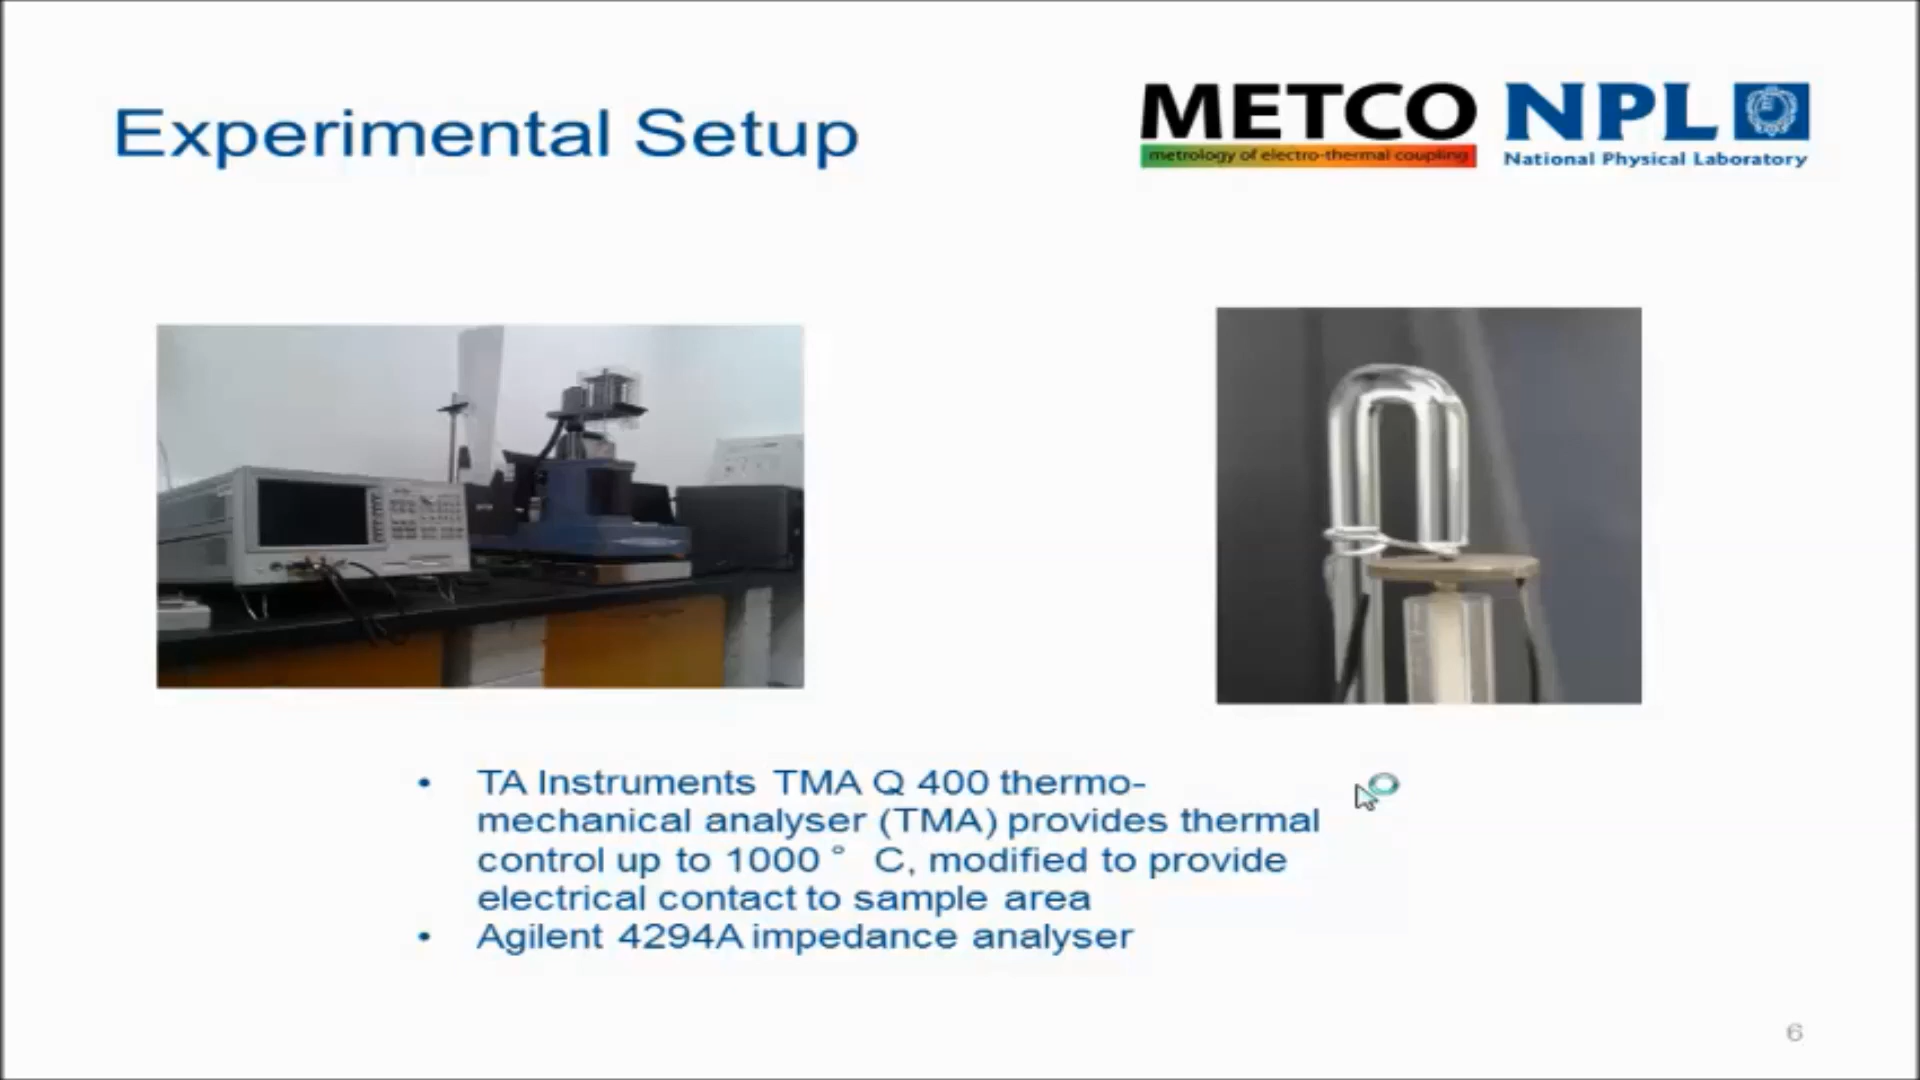 Experimental Setup
METCO
metrology of electro-thermal coupling
NPL
National Physical Laboratory
• TA Instruments TMA Q 400 thermo-
mechanical analyser (TMA) provides thermal
control up to 1000 ° C, modified to provide
electrical contact to sample area
• Agilent 4294A impedance analyser
6